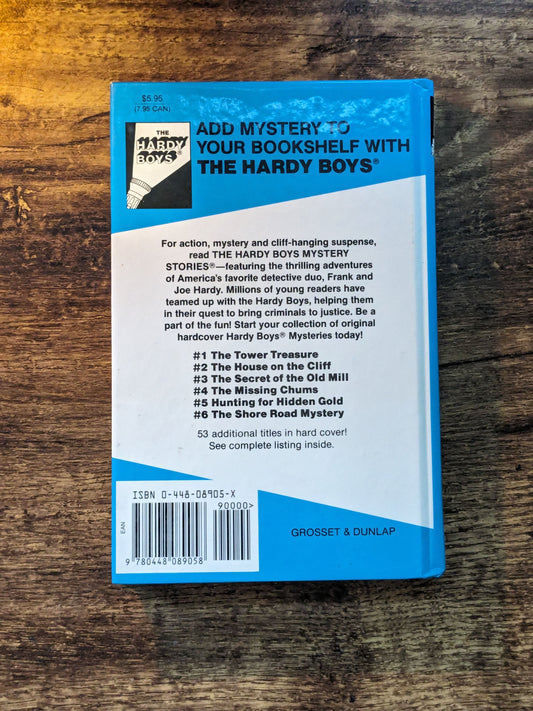 $5.95
(7.95 CAN)
THE
HARDY
BOYS®
ADD MYSTERY TO
YOUR BOOKSHELF WITH
THE HARDY BOYS®
For action, mystery and cliff-hanging suspense,
read THE HARDY BOYS MYSTERY
STORIES®—featuring the thrilling adventures
of America's favorite detective duo, Frank and
Joe Hardy. Millions of young readers have
teamed up with the Hardy Boys, helping them
in their quest to bring criminals to justice. Be a
part of the fun! Start your collection of original
hardcover Hardy Boys® Mysteries today!
#1 The Tower Treasure
#2 The House on the Cliff
#3 The Secret of the Old Mill
#4 The Missing Chums
#5 Hunting for Hidden Gold
#6 The Shore Road Mystery
53 additional titles in hard cover!
See complete listing inside.
ISBN 0-448-08905-X
90000>
EAN
9 780448 089058
GROSSET & DUNLAP